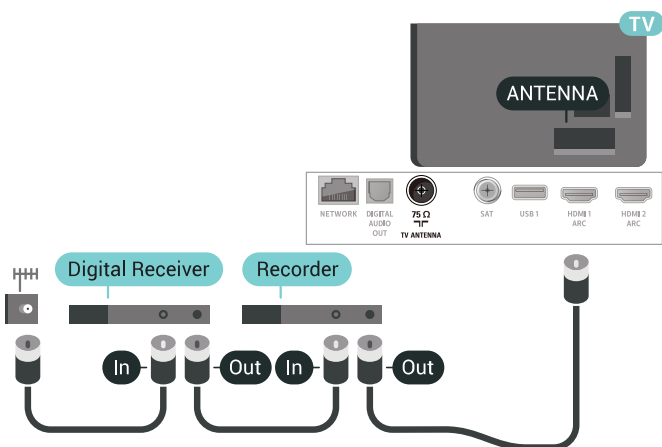 TV
ANTENNA
NETWORK
DIGITAL
AUDIO
OUT
75 Ω
TV ANTENNA
SAT
USB 1
HDMI 1
ARC
HDMI 2
ARC
Digital Receiver
Recorder
In
Out
In
Out